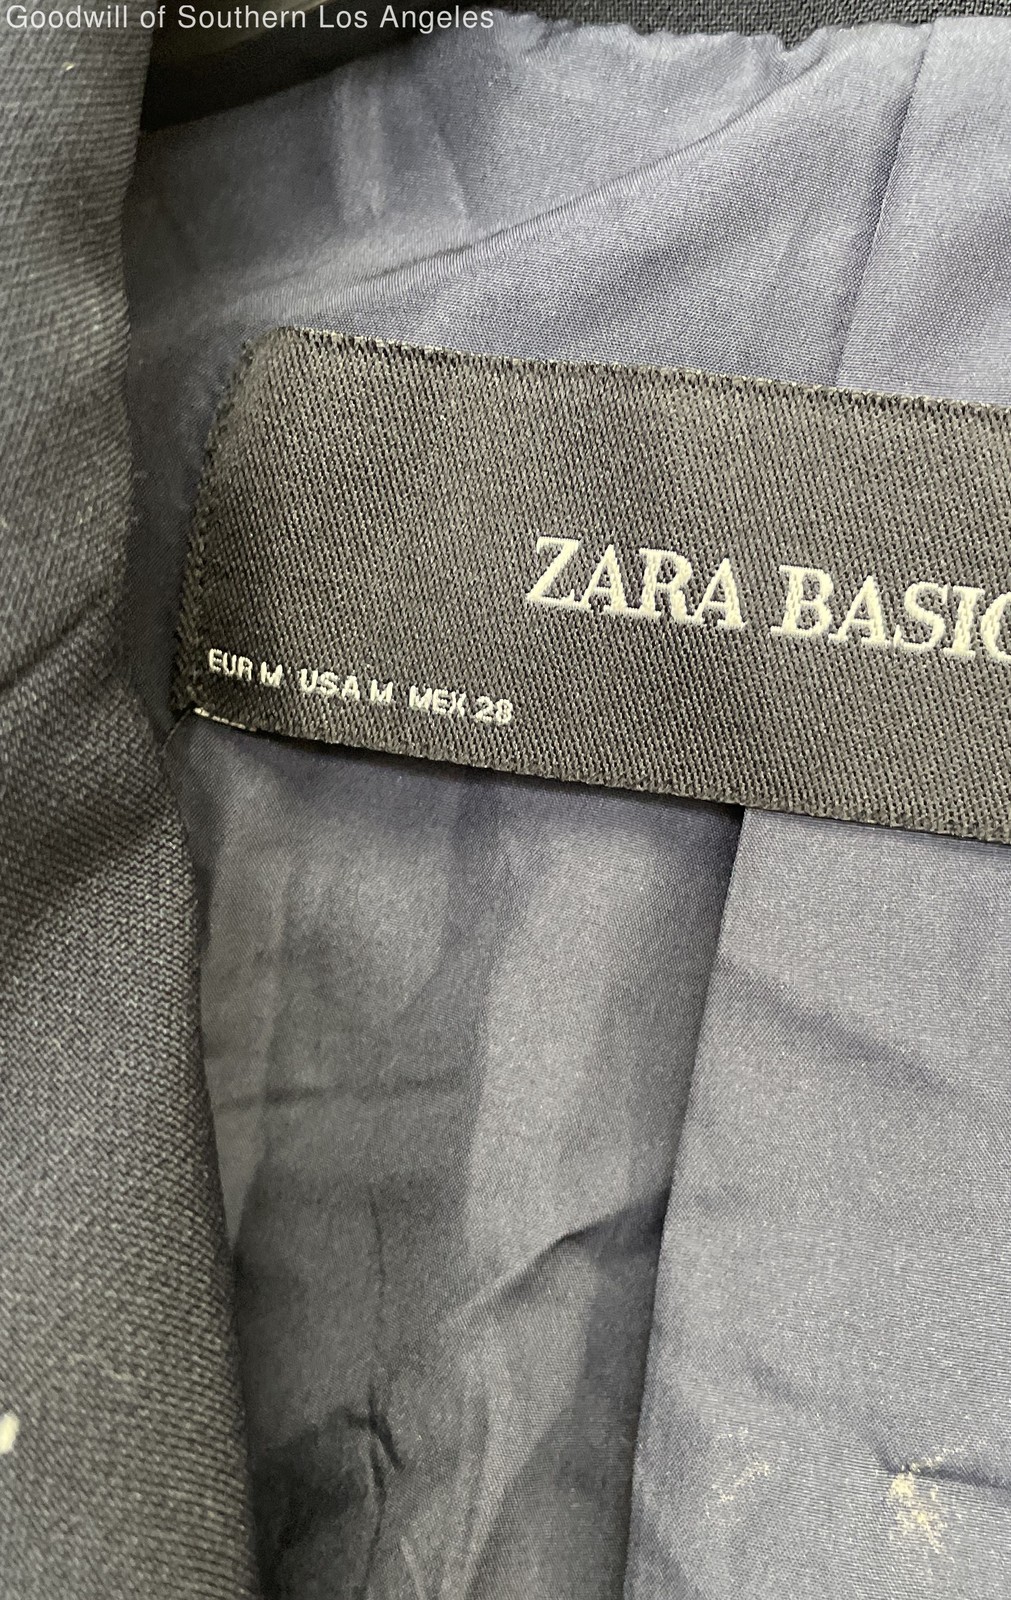 Goodwill of Southern Los Angeles
ZARA BASIC
EUR M USA M MEX 28